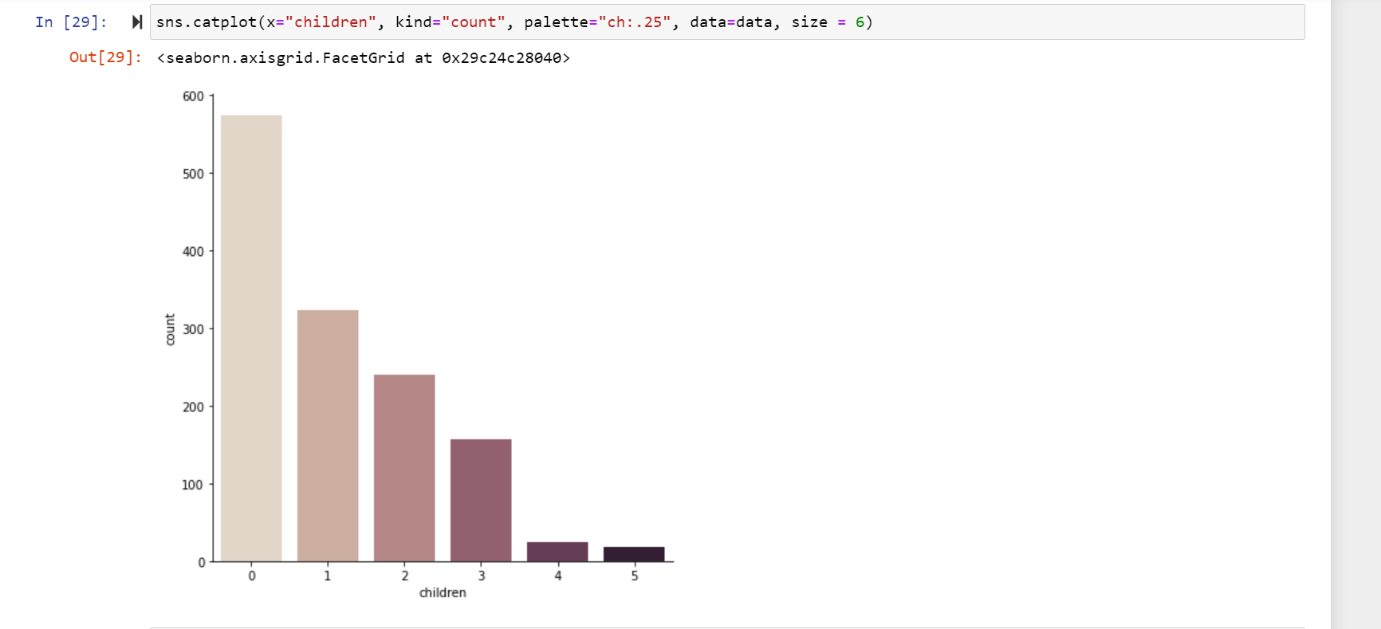 In [29]: sns.catplot(x="children", kind="count", palette="ch:.25", data=data, size = 6)
Out[29]: <seaborn.axisgrid.FacetGrid at 0x29c24c28040>
600
500
400
300
200
100
0
count
0 1 2 3 4 5
children